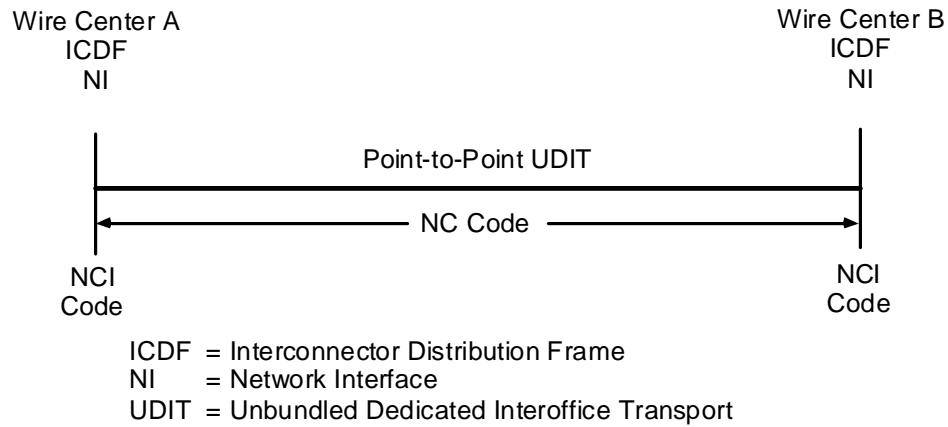 Wire Center A
ICDF
NI
Wire Center B
ICDF
NI
Point-to-Point UDIT
NC Code
NCI
Code
NCI
Code
ICDF = Interconnector Distribution Frame
NI = Network Interface
UDIT = Unbundled Dedicated Interoffice Transport